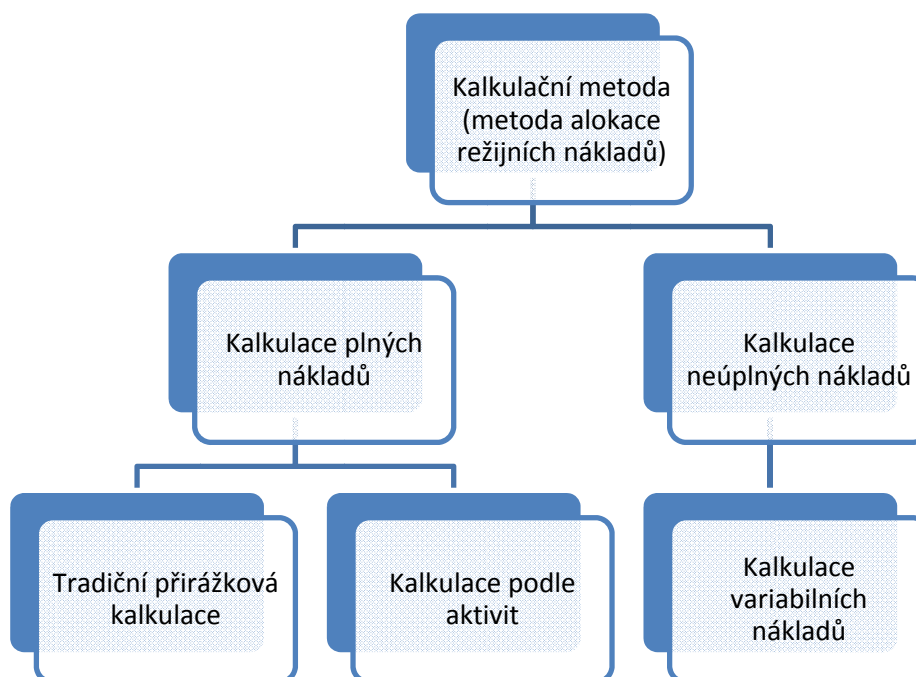 Kalkulační metoda
(metoda alokace
režijních nákladů)
Kalkulace plných
nákladů
Kalkulace
neúplných nákladů
Tradiční přirážková
kalkulace
Kalkulace podle
aktivit
Kalkulace
variabilních
nákladů